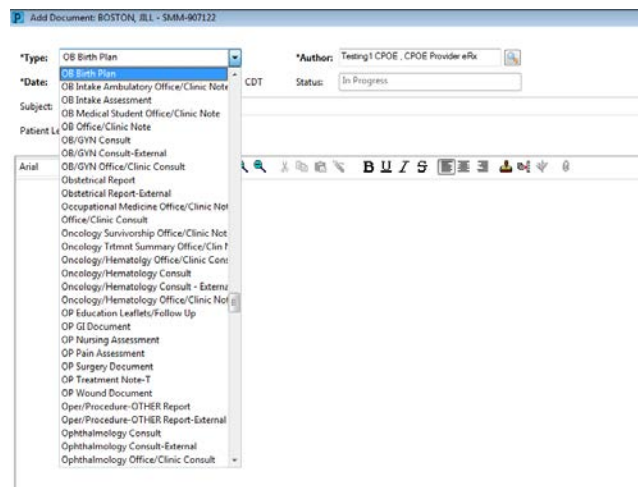 Add Document: BOSTON, JILL - SMM-907122
*Type: OB Birth Plan *Author: Testing1 CPOE , CPOE Provider eRx
*Date: CDT Status: In Progress
Subject:
Patient Le
Arial B U I S
OB Birth Plan
OB Intake Ambulatory Office/Clinic Note
OB Intake Assessment
OB Medical Student Office/Clinic Note
OB Office/Clinic Note
OB/GYN Consult
OB/GYN Consult-External
OB/GYN Office/Clinic Consult
Obstetrical Report
Obstetrical Report-External
Occupational Medicine Office/Clinic Not
Office/Clinic Consult
Oncology Survivorship Office/Clinic Not
Oncology Trtmnt Summary Office/Clin N
Oncology/Hematolgy Office/Clinic Cons
Oncology/Hematology Consult
Oncology/Hematology Consult - Externa
Oncology/Hematology Office/Clinic Not
OP Education Leaflets/Follow Up
OP GI Document
OP Nursing Assessment
OP Pain Assessment
OP Surgery Document
OP Treatment Note-T
OP Wound Document
Oper/Procedure-OTHER Report
Oper/Procedure-OTHER Report-External
Ophthalmology Consult
Ophthalmology Consult-External
Ophthalmology Office/Clinic Consult